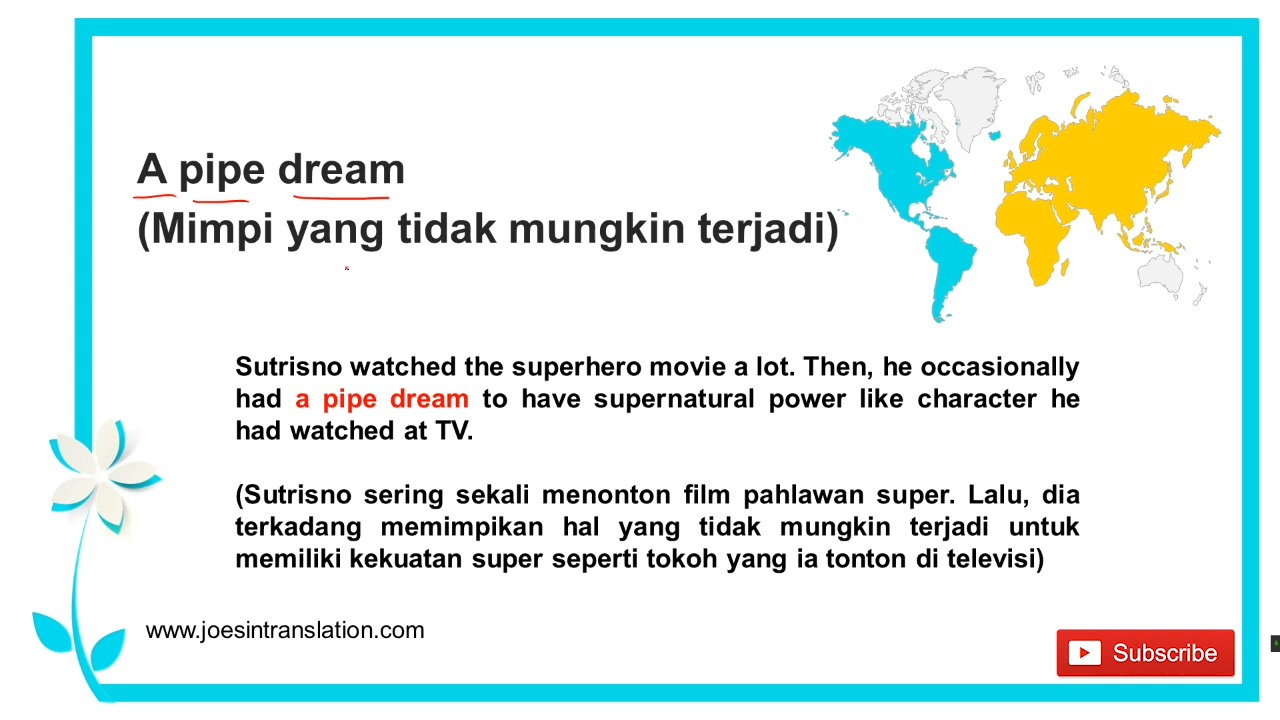 A pipe dream
(Mimpi yang tidak mungkin terjadi)
Sutrisno watched the superhero movie a lot. Then, he occasionally
had a pipe dream to have supernatural power like character he
had watched at TV.
(Sutrisno sering sekali menonton film pahlawan super. Lalu, dia
terkadang memimpikan hal yang tidak mungkin terjadi untuk
memiliki kekuatan super seperti tokoh yang ia tonton di televisi)
www.joesintranslation.com
Subscribe